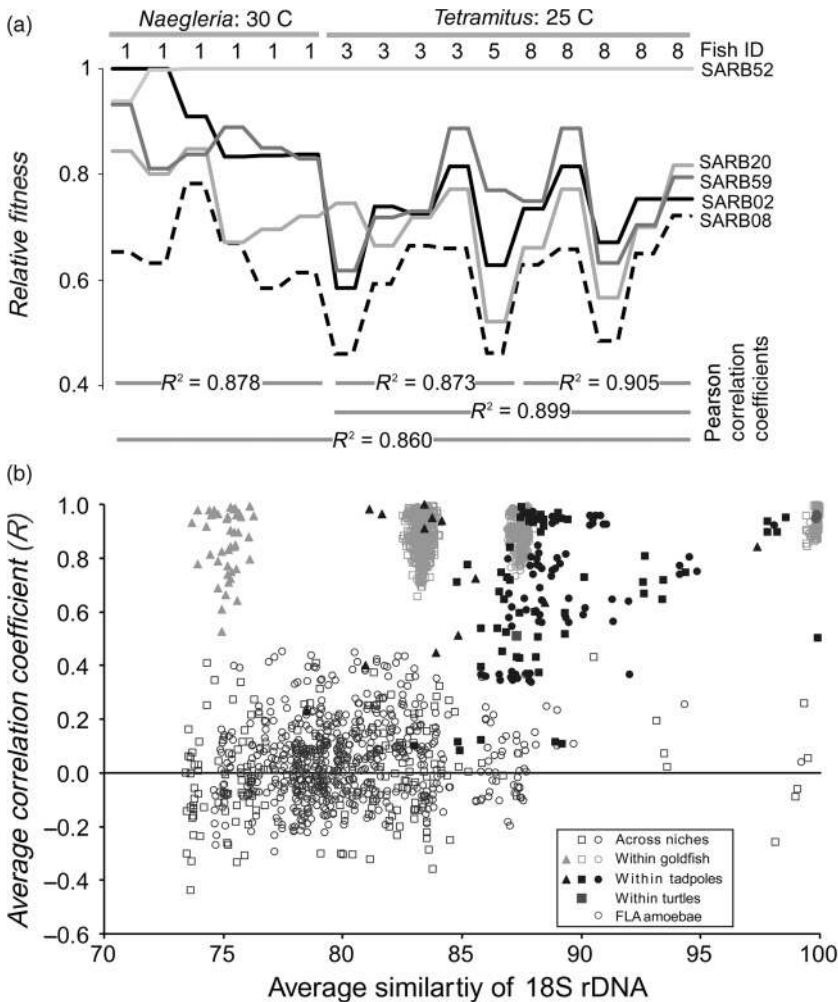 (a)
Naegleria: 30 C Tetramitus: 25 C
1 1 1 1 1 1 3 3 3 3 5 8 8 8 8 8 Fish ID
1 SARB52
0.8
0.6
0.4
Relative fitness
SARB20
SARB59
SARB02
SARB08
R² = 0.878 R² = 0.873 R² = 0.905
R² = 0.899
R² = 0.860
Pearson
correlation
coefficients
(b)
1.0
0.8
0.6
0.4
0.2
0.0
−0.2
−0.4
−0.6
Average correlation coefficient (R)
Across niches
Within goldfish
Within tadpoles
Within turtles
FLA amoebae
70 75 80 85 90 95 100
Average similartiy of 18S rDNA